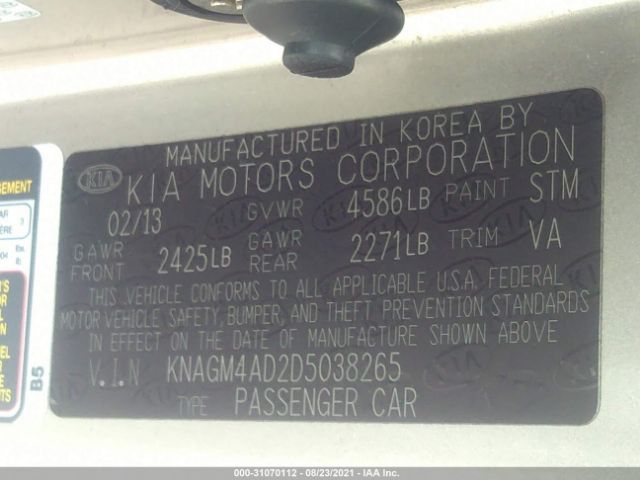 MANUFACTURED IN KOREA BY
KIA KIA MOTORS CORPORATION
02/13 GVWR 4586LB PAINT STM
GAWR FRONT 2425LB GAWR REAR 2271LB TRIM VA
THIS VEHICLE CONFORMS TO ALL APPLICABLE U.S.A. FEDERAL
MOTOR VEHICLE SAFETY, BUMPER, AND THEFT PREVENTION STANDARDS
IN EFFECT ON THE DATE OF MANUFACTURE SHOWN ABOVE
V.I.N KNAGM4AD2D5038265
TYPE PASSENGER CAR
B5
000-31070112 - 08/23/2021 - IAA Inc.